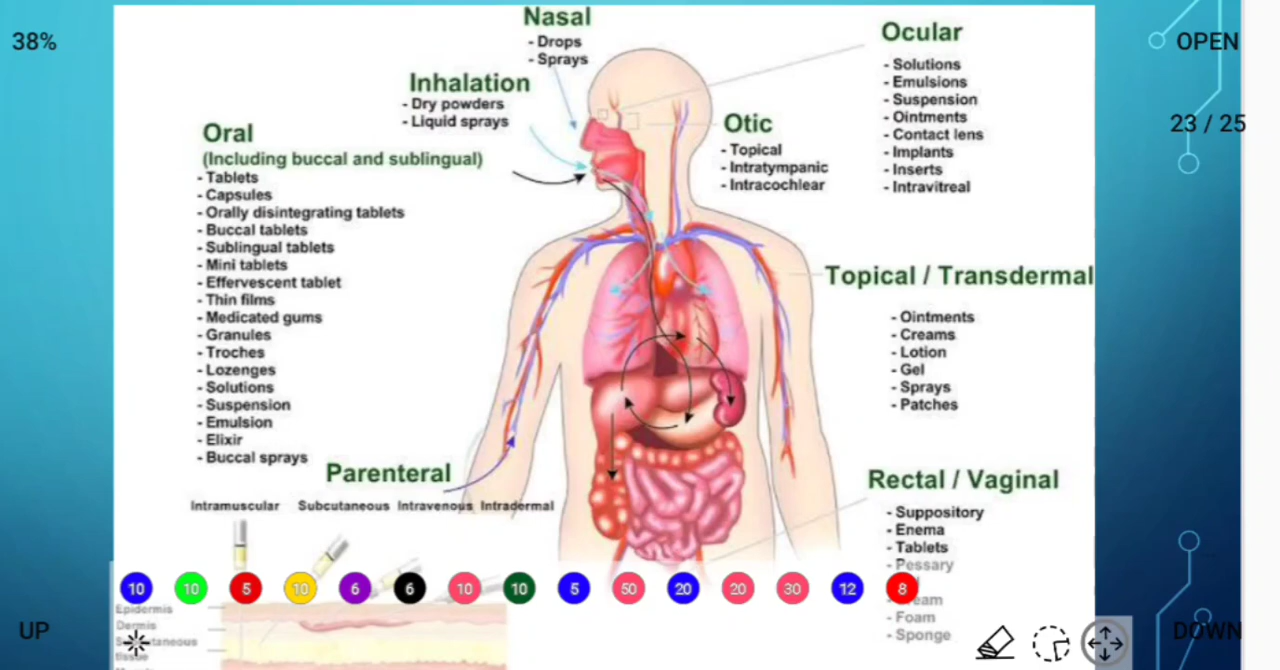 38%
OPEN
23 / 25
UP
DOWN
Nasal
- Drops
- Sprays
Inhalation
- Dry powders
- Liquid sprays
Oral
(Including buccal and sublingual)
- Tablets
- Capsules
- Orally disintegrating tablets
- Buccal tablets
- Sublingual tablets
- Mini tablets
- Effervescent tablet
- Thin films
- Medicated gums
- Granules
- Troches
- Lozenges
- Solutions
- Suspension
- Emulsion
- Elixir
- Buccal sprays
Ocular
- Solutions
- Emulsions
- Suspension
- Ointments
- Contact lens
- Implants
- Inserts
- Intravitreal
Otic
- Topical
- Intratympanic
- Intracochlear
Topical / Transdermal
- Ointments
- Creams
- Lotion
- Gel
- Sprays
- Patches
Parenteral
Intramuscular Subcutaneous Intravenous Intradermal
Rectal / Vaginal
- Suppository
- Enema
- Tablets
- Pessary
- Foam
- Sponge
10 10 5 10 6 6 10 10 5 50 20 20 30 12 8
Epidermis
Dermis
tissue